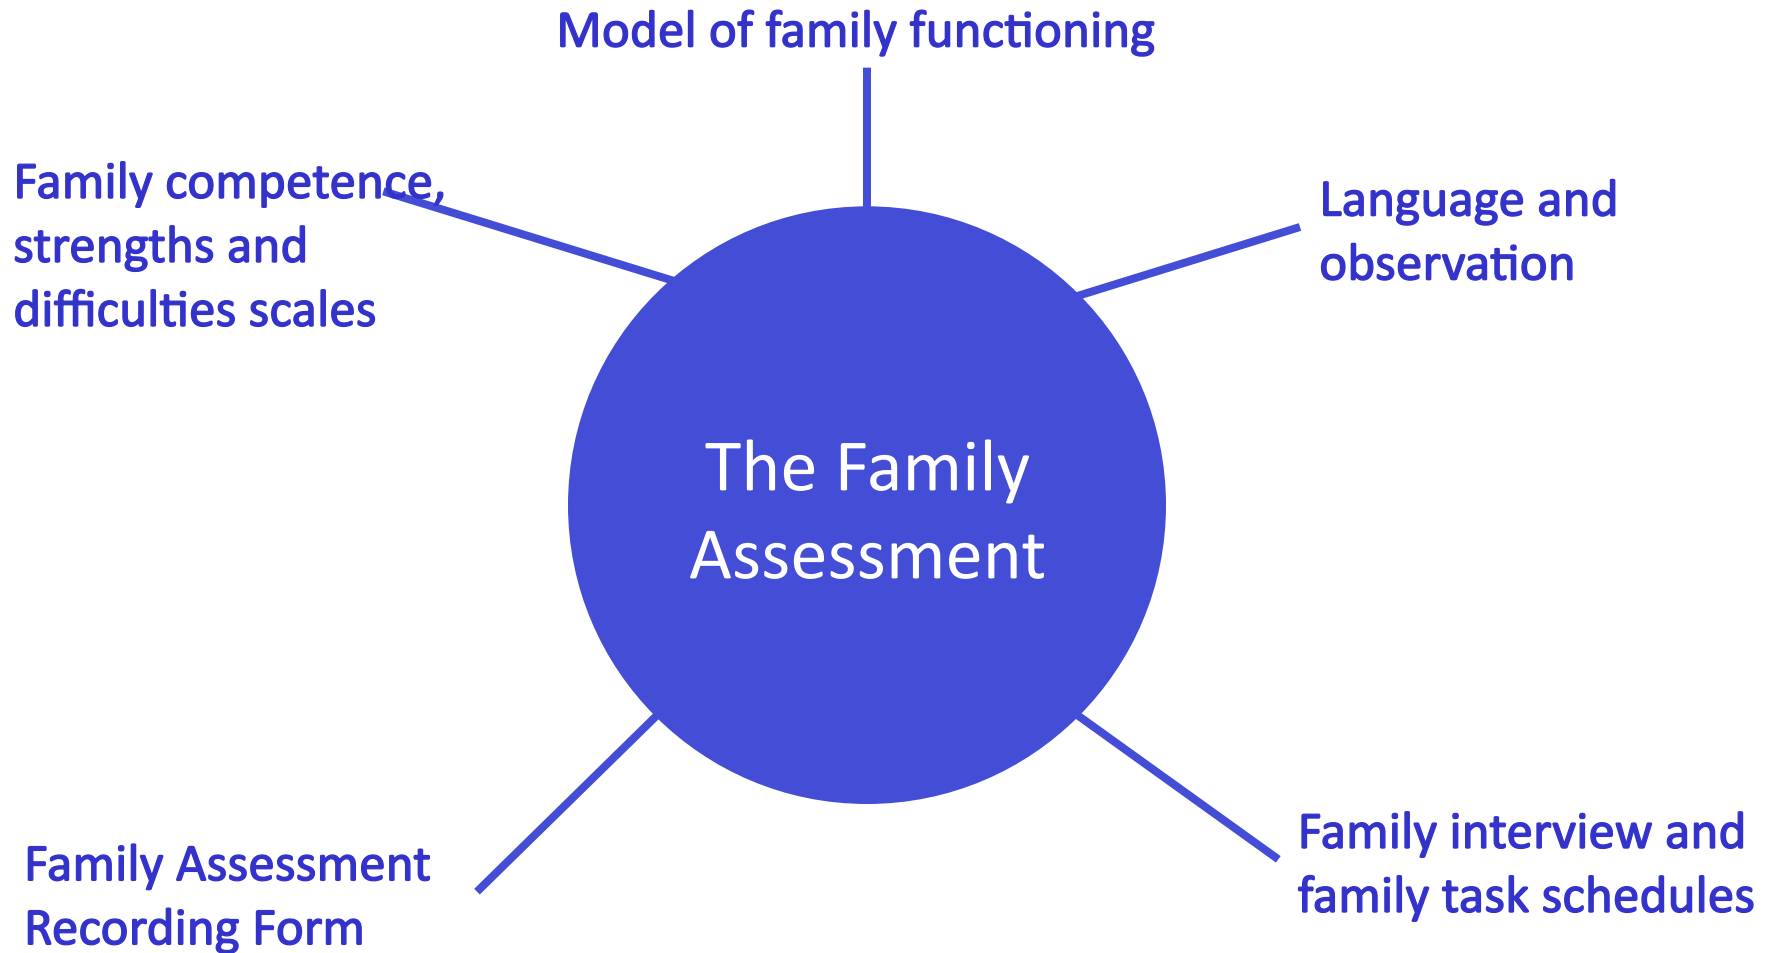 Model of family functioning
Family competence,
strengths and
difficulties scales
Language and
observation
The Family
Assessment
Family Assessment
Recording Form
Family interview and
family task schedules